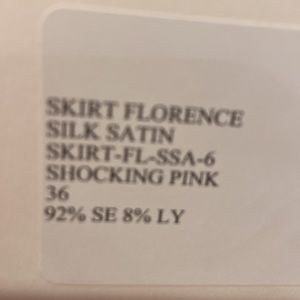 SKIRT FLORENCE
SILK SATIN
SKIRT-FL-SSA-6
SHOCKING PINK
36
92% SE 8% LY